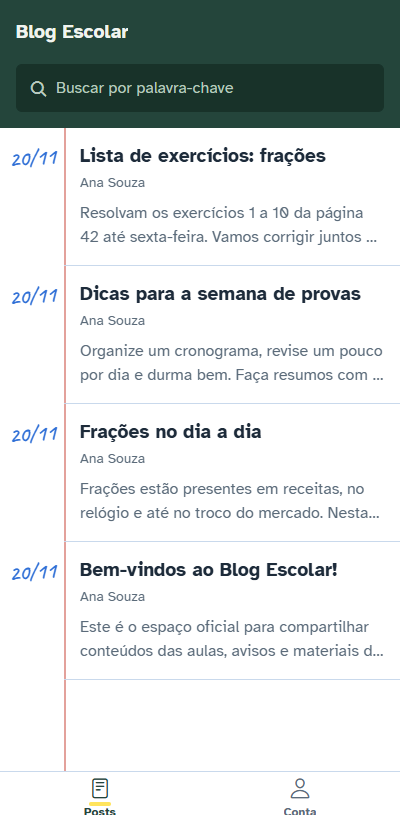 Blog Escolar
Buscar por palavra-chave
20/11
Lista de exercícios: frações
Ana Souza
Resolvam os exercícios 1 a 10 da página
42 até sexta-feira. Vamos corrigir juntos ...
20/11
Dicas para a semana de provas
Ana Souza
Organize um cronograma, revise um pouco
por dia e durma bem. Faça resumos com ...
20/11
Frações no dia a dia
Ana Souza
Frações estão presentes em receitas, no
relógio e até no troco do mercado. Nesta...
20/11
Bem-vindos ao Blog Escolar!
Ana Souza
Este é o espaço oficial para compartilhar
conteúdos das aulas, avisos e materiais d...
Posts
Conta